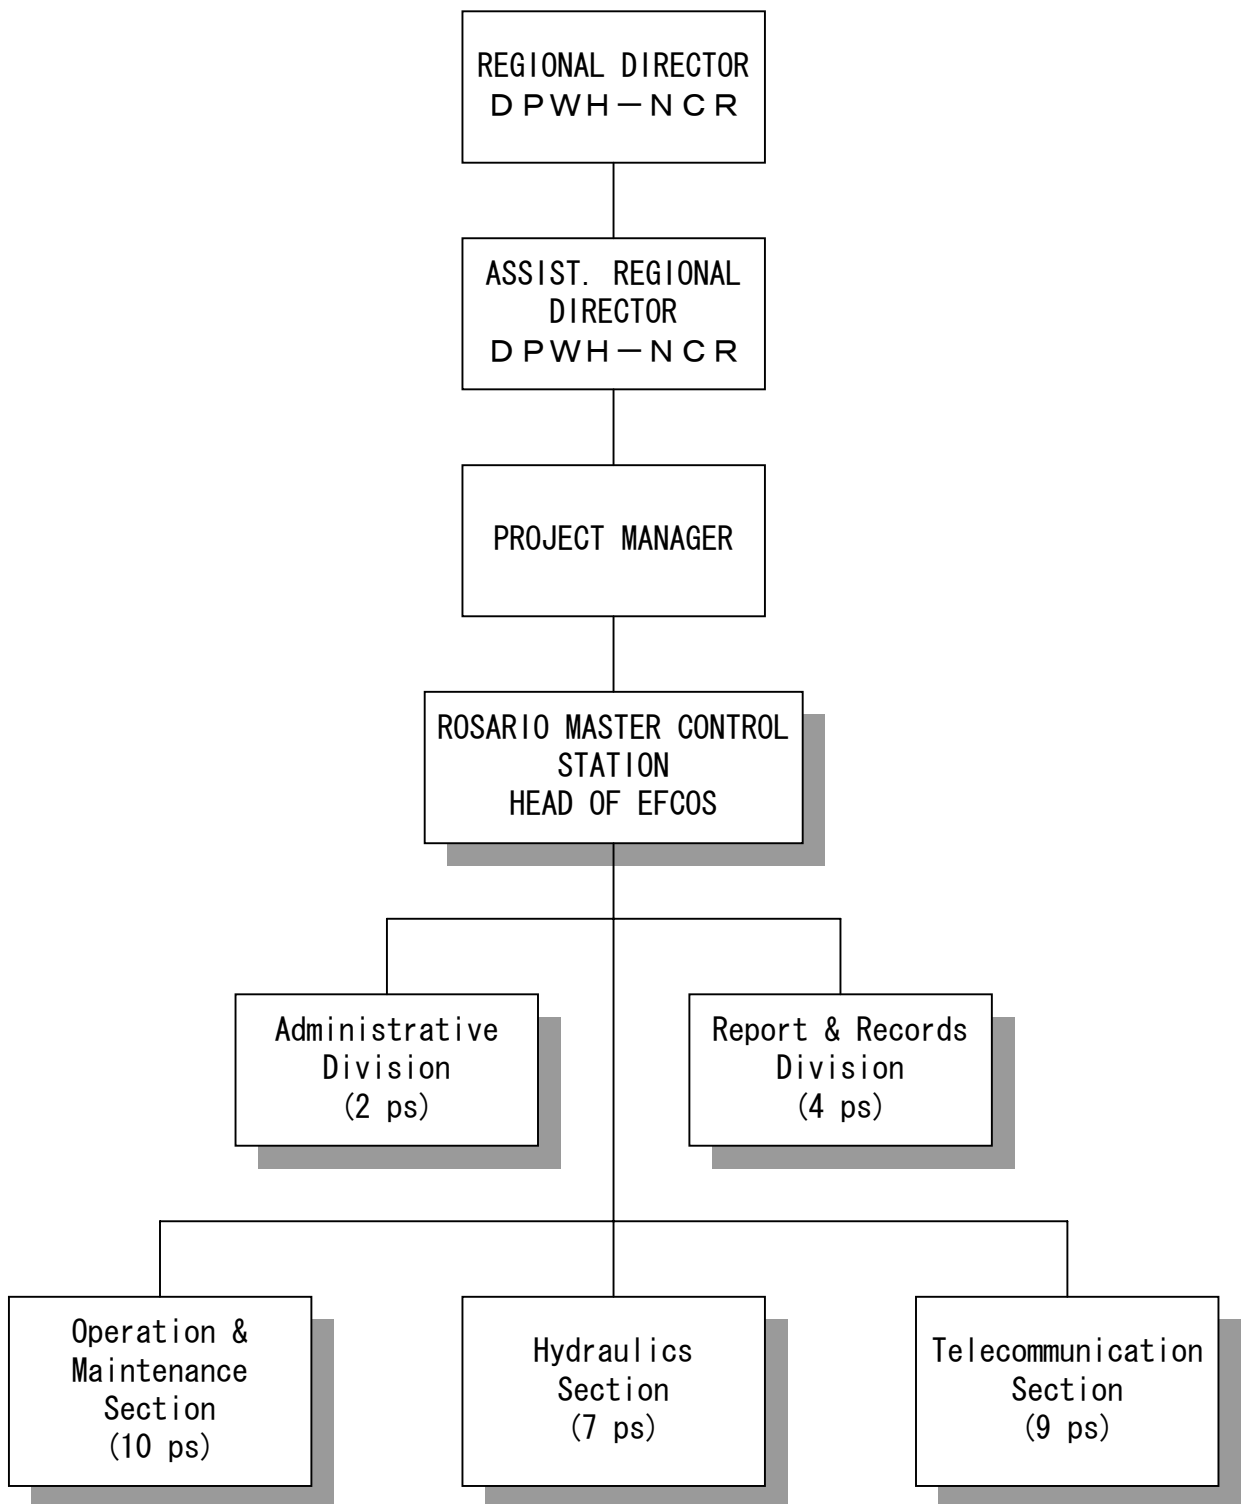 REGIONAL DIRECTOR
ＤＰＷＨ－ＮＣＲ
ASSIST. REGIONAL
DIRECTOR
ＤＰＷＨ－ＮＣＲ
PROJECT MANAGER
ROSARIO MASTER CONTROL
STATION
HEAD OF EFCOS
Administrative
Division
(2 ps)
Report & Records
Division
(4 ps)
Operation &
Maintenance
Section
(10 ps)
Hydraulics
Section
(7 ps)
Telecommunication
Section
(9 ps)